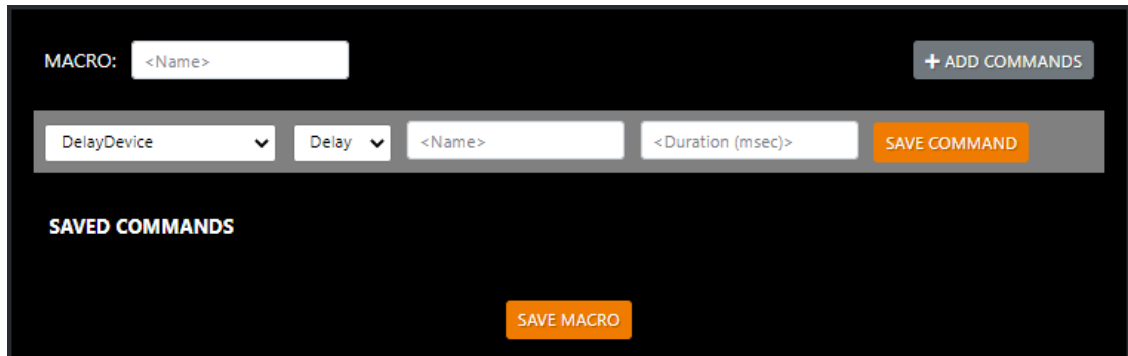 MACRO: <Name> + ADD COMMANDS
DelayDevice Delay <Name> <Duration (msec)> SAVE COMMAND
SAVED COMMANDS
SAVE MACRO